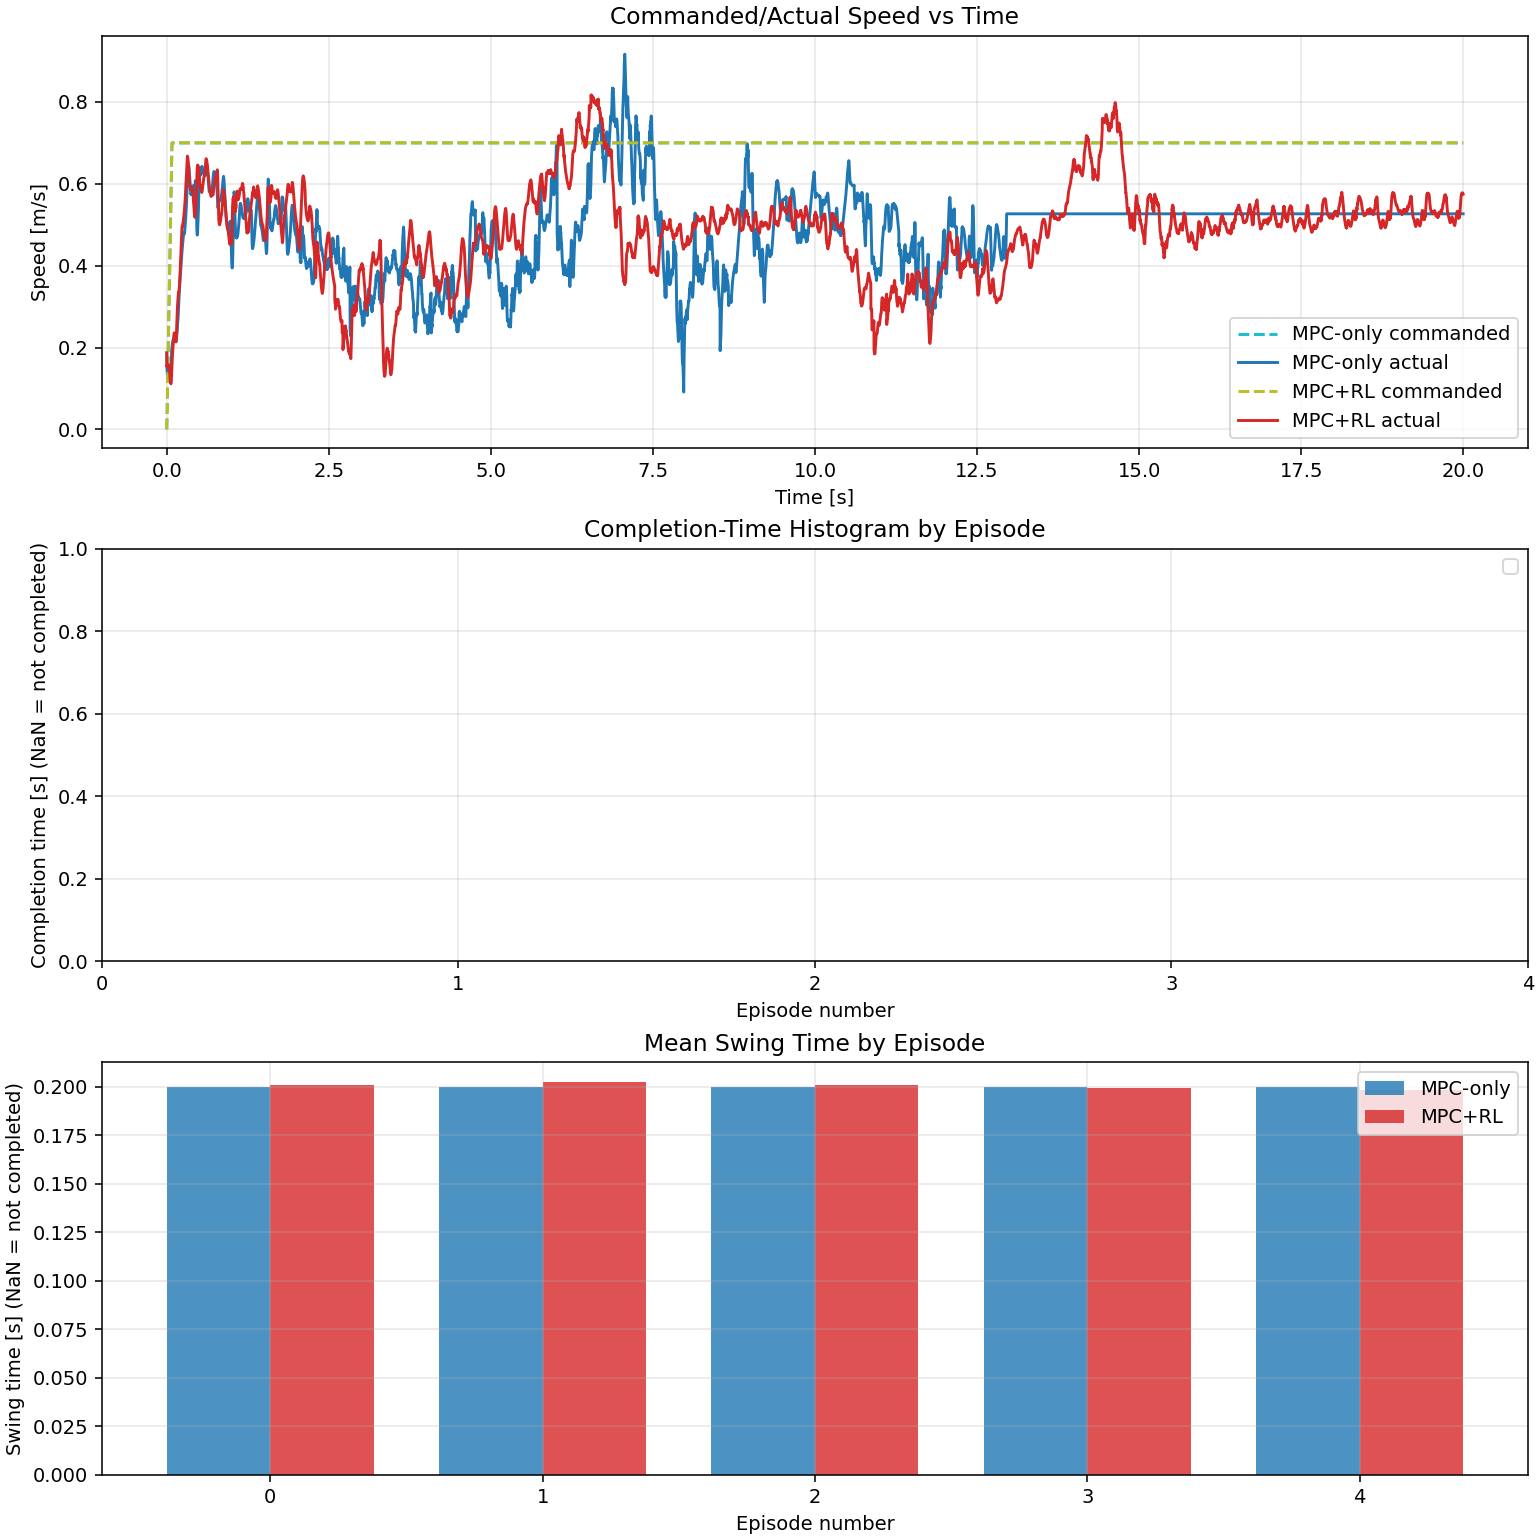 Commanded/Actual Speed vs Time
Speed [m/s]
0.8
0.6
0.4
0.2
0.0
MPC-only commanded
MPC-only actual
MPC+RL commanded
MPC+RL actual
0.0 2.5 5.0 7.5 10.0 12.5 15.0 17.5 20.0
Time [s]
Completion-Time Histogram by Episode
Completion time [s] (NaN = not completed)
1.0
0.8
0.6
0.4
0.2
0.0
0 1 2 3 4
Episode number
Mean Swing Time by Episode
Swing time [s] (NaN = not completed)
0.200
0.175
0.150
0.125
0.100
0.075
0.050
0.025
0.000
MPC-only
MPC+RL
0 1 2 3 4
Episode number